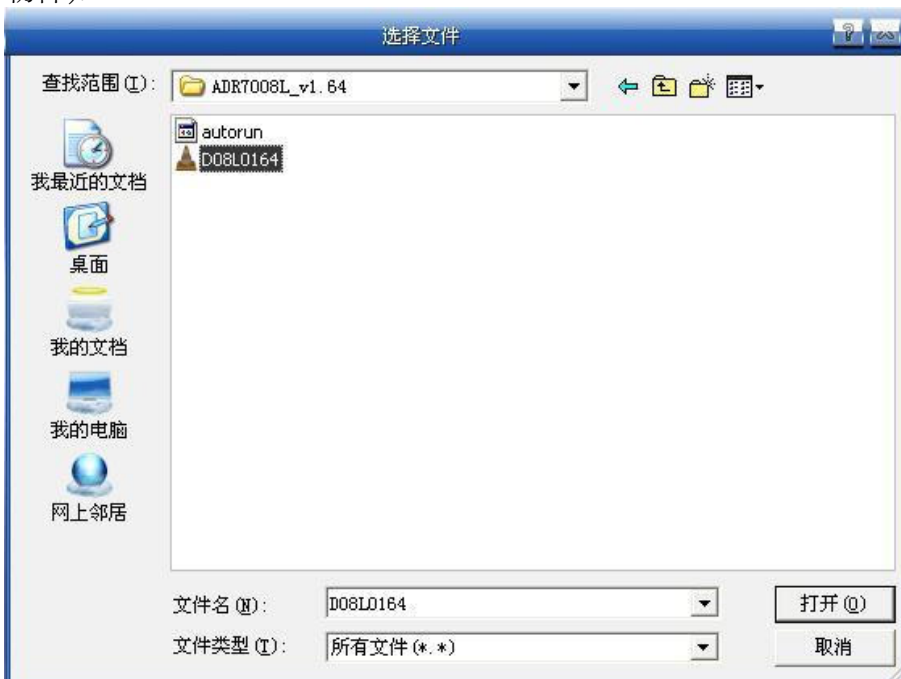 选择文件
查找范围(I):
ADR7008L_v1.64
autorun
D08L0164
我最近的文档
桌面
我的文档
我的电脑
网上邻居
文件名(N):
D08L0164
打开(O)
文件类型(T):
所有文件(*.*)
取消